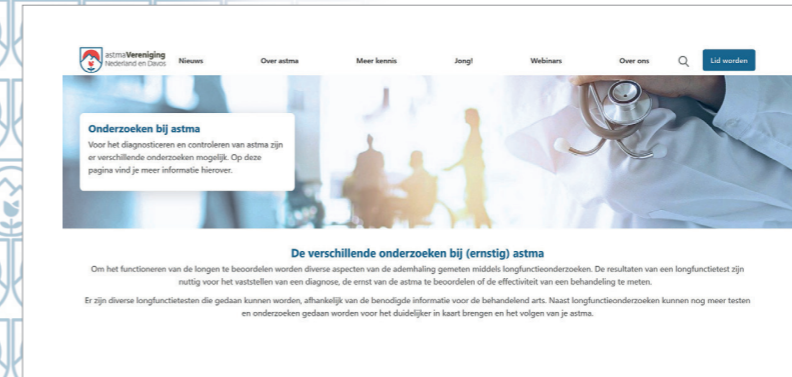 astmaVereniging
Nederland en Davos
Nieuws Over astma Meer kennis Jong! Webinars Over ons Lid worden
Onderzoeken bij astma
Voor het diagnosticeren en controleren van astma zijn
er verschillende onderzoeken mogelijk. Op deze
pagina vind je meer informatie hierover.
De verschillende onderzoeken bij (ernstig) astma
Om het functioneren van de longen te beoordelen worden diverse aspecten van de ademhaling gemeten middels longfunctieonderzoeken. De resultaten van een longfunctietest zijn
nuttig voor het vaststellen van een diagnose, de ernst van de astma te beoordelen of de effectiviteit van een behandeling te meten.
Er zijn diverse longfunctietesten die gedaan kunnen worden, afhankelijk van de benodigde informatie voor de behandelend arts. Naast longfunctieonderzoeken kunnen nog meer testen
en onderzoeken gedaan worden voor het duidelijker in kaart brengen en het volgen van je astma.